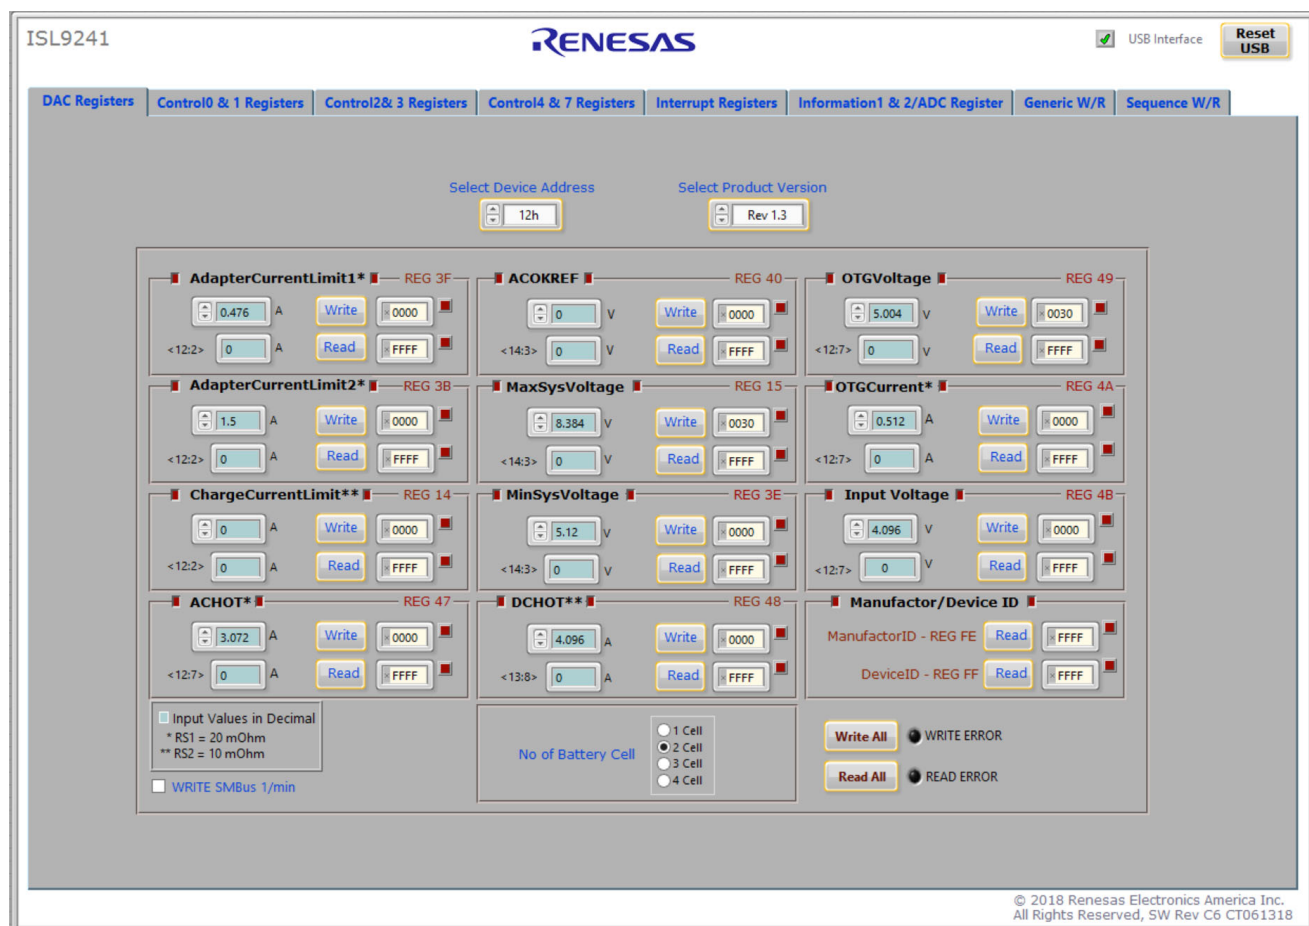 ISL9241
RENESAS
USB Interface
Reset USB
DAC Registers
Control0 & 1 Registers
Control2& 3 Registers
Control4 & 7 Registers
Interrupt Registers
Information1 & 2/ADC Register
Generic W/R
Sequence W/R
Select Device Address
12h
Select Product Version
Rev 1.3
AdapterCurrentLimit1* REG 3F
0.476 A Write x 0000
<12:2> 0 A Read x FFFF
ACOKREF REG 40
0 V Write x 0000
<14:3> 0 V Read x FFFF
OTGVoltage REG 49
5.004 V Write x 0030
<12:7> 0 V Read x FFFF
AdapterCurrentLimit2* REG 3B
1.5 A Write x 0000
<12:2> 0 A Read x FFFF
MaxSysVoltage REG 15
8.384 V Write x 0030
<14:3> 0 V Read x FFFF
OTGCurrent* REG 4A
0.512 A Write x 0000
<12:7> 0 A Read x FFFF
ChargeCurrentLimit** REG 14
0 A Write x 0000
<12:2> 0 A Read x FFFF
MinSysVoltage REG 3E
5.12 V Write x 0000
<14:3> 0 V Read x FFFF
Input Voltage REG 4B
4.096 V Write x 0000
<12:7> 0 V Read x FFFF
ACHOT* REG 47
3.072 A Write x 0000
<12:7> 0 A Read x FFFF
DCHOT** REG 48
4.096 A Write x 0000
<13:8> 0 A Read x FFFF
Manufactor/Device ID
ManufactorID - REG FE Read x FFFF
DeviceID - REG FF Read x FFFF
Input Values in Decimal
* RS1 = 20 mOhm
** RS2 = 10 mOhm
WRITE SMBus 1/min
No of Battery Cell
1 Cell
2 Cell
3 Cell
4 Cell
Write All WRITE ERROR
Read All READ ERROR
© 2018 Renesas Electronics America Inc.
All Rights Reserved, SW Rev C6 CT061318